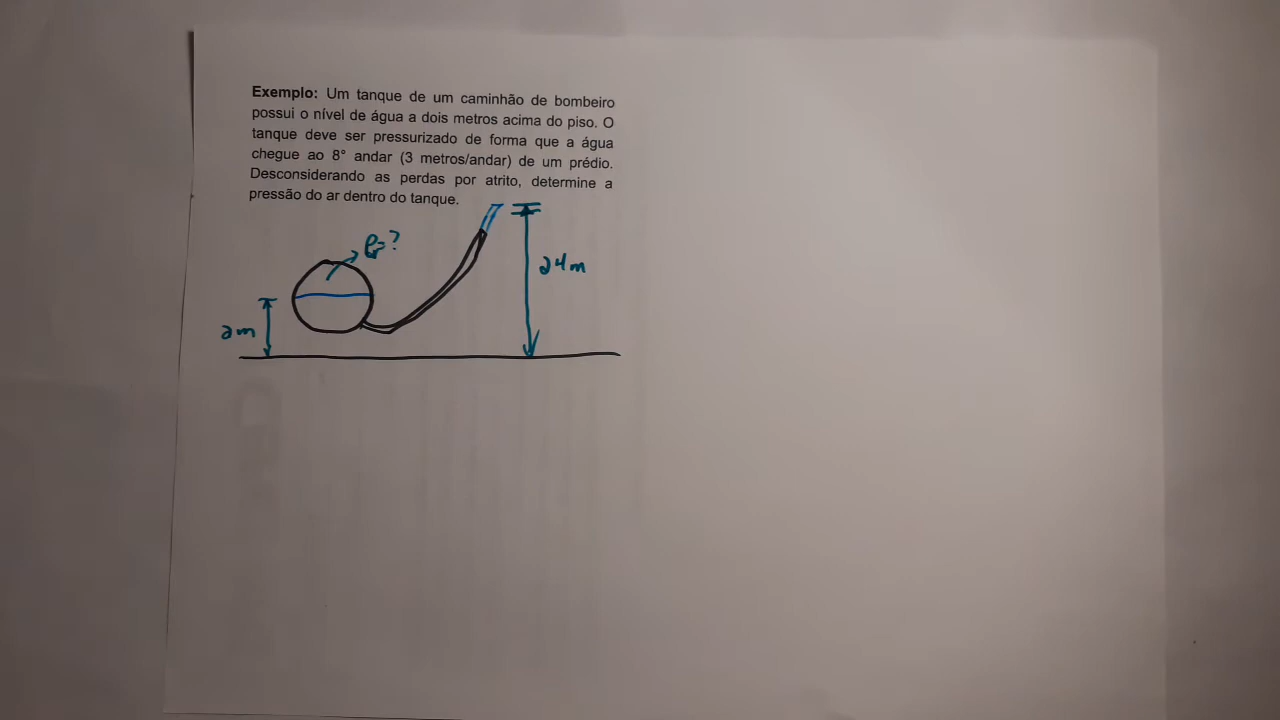 Exemplo: Um tanque de um caminhão de bombeiro
possui o nível de água a dois metros acima do piso. O
tanque deve ser pressurizado de forma que a água
chegue ao 8° andar (3 metros/andar) de um prédio.
Desconsiderando as perdas por atrito, determine a
pressão do ar dentro do tanque.
P=?
24m
2m